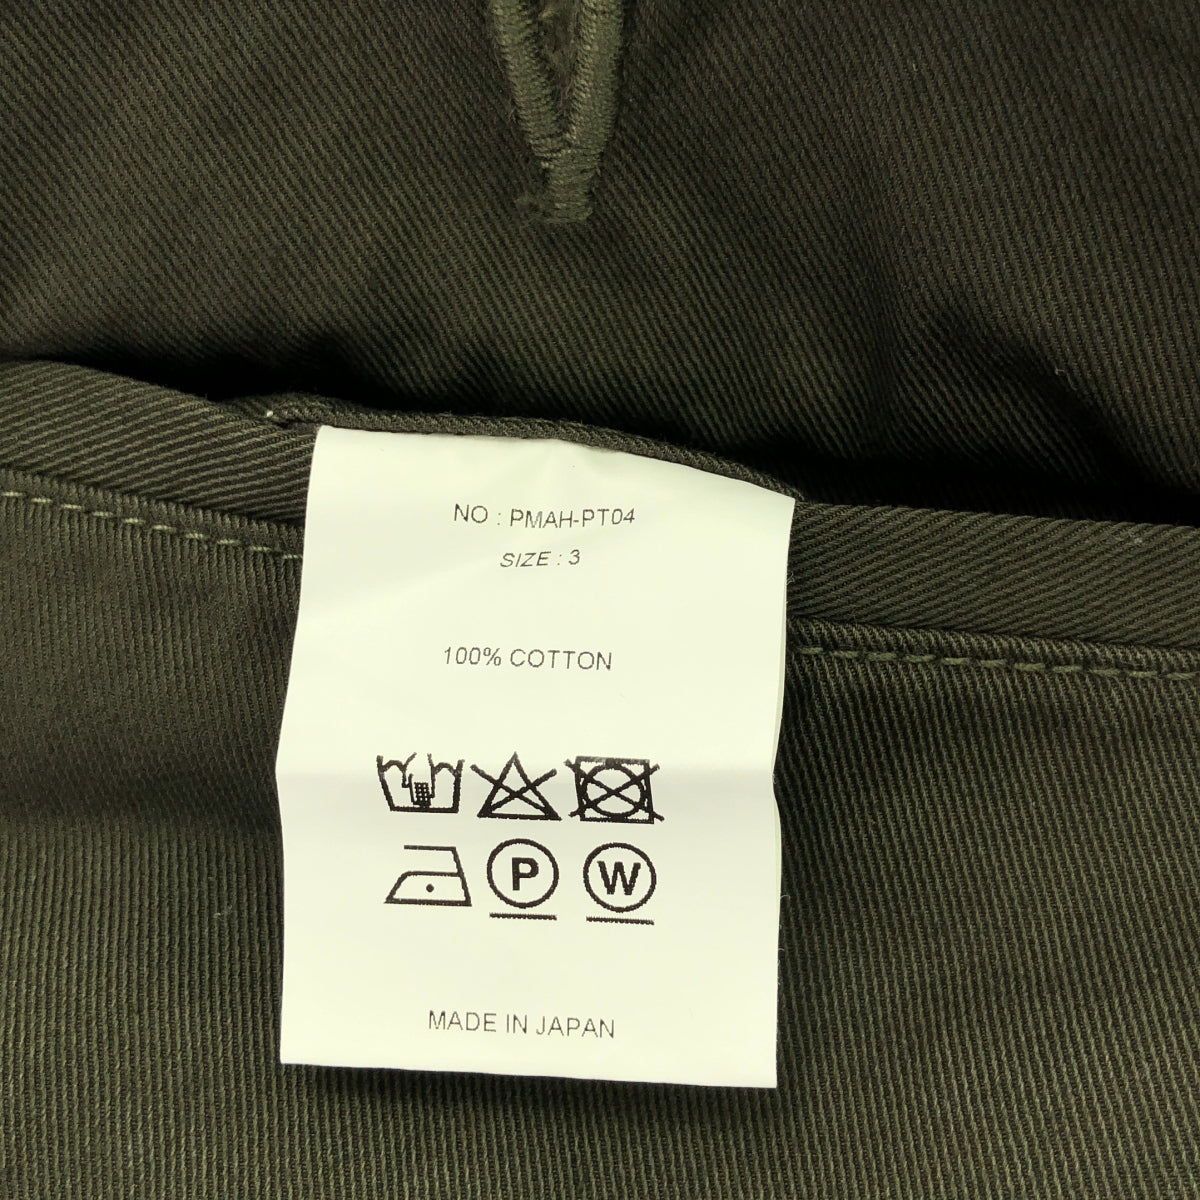 NO : PMAH-PT04
SIZE : 3
100% COTTON
P W
MADE IN JAPAN